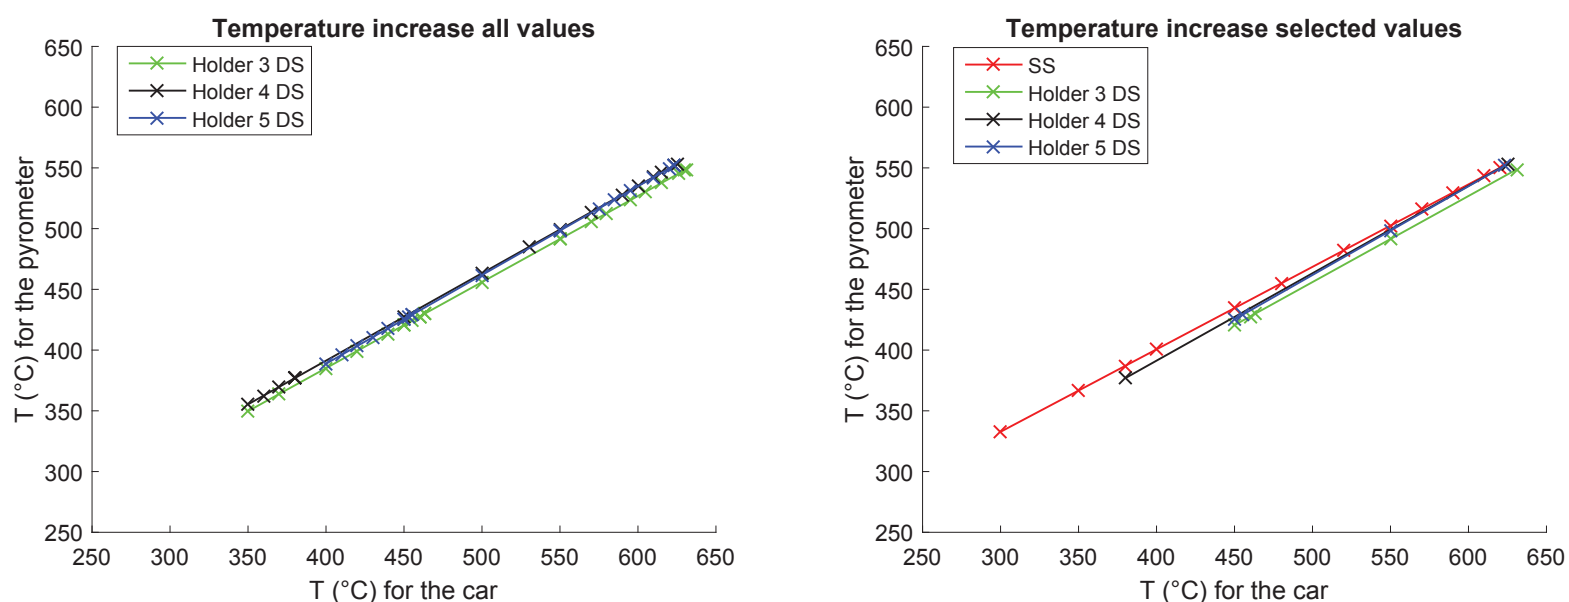 Temperature increase all values
650
600
550
500
450
400
350
300
250
250 300 350 400 450 500 550 600 650
T (°C) for the pyrometer
T (°C) for the car
Holder 3 DS
Holder 4 DS
Holder 5 DS
Temperature increase selected values
650
600
550
500
450
400
350
300
250
250 300 350 400 450 500 550 600 650
T (°C) for the pyrometer
T (°C) for the car
SS
Holder 3 DS
Holder 4 DS
Holder 5 DS